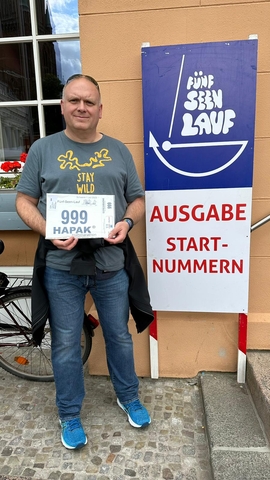 FÜNF
SEEN
LAUF
AUSGABE
START-
NUMMERN
STAY
WILD
999
HAPAK